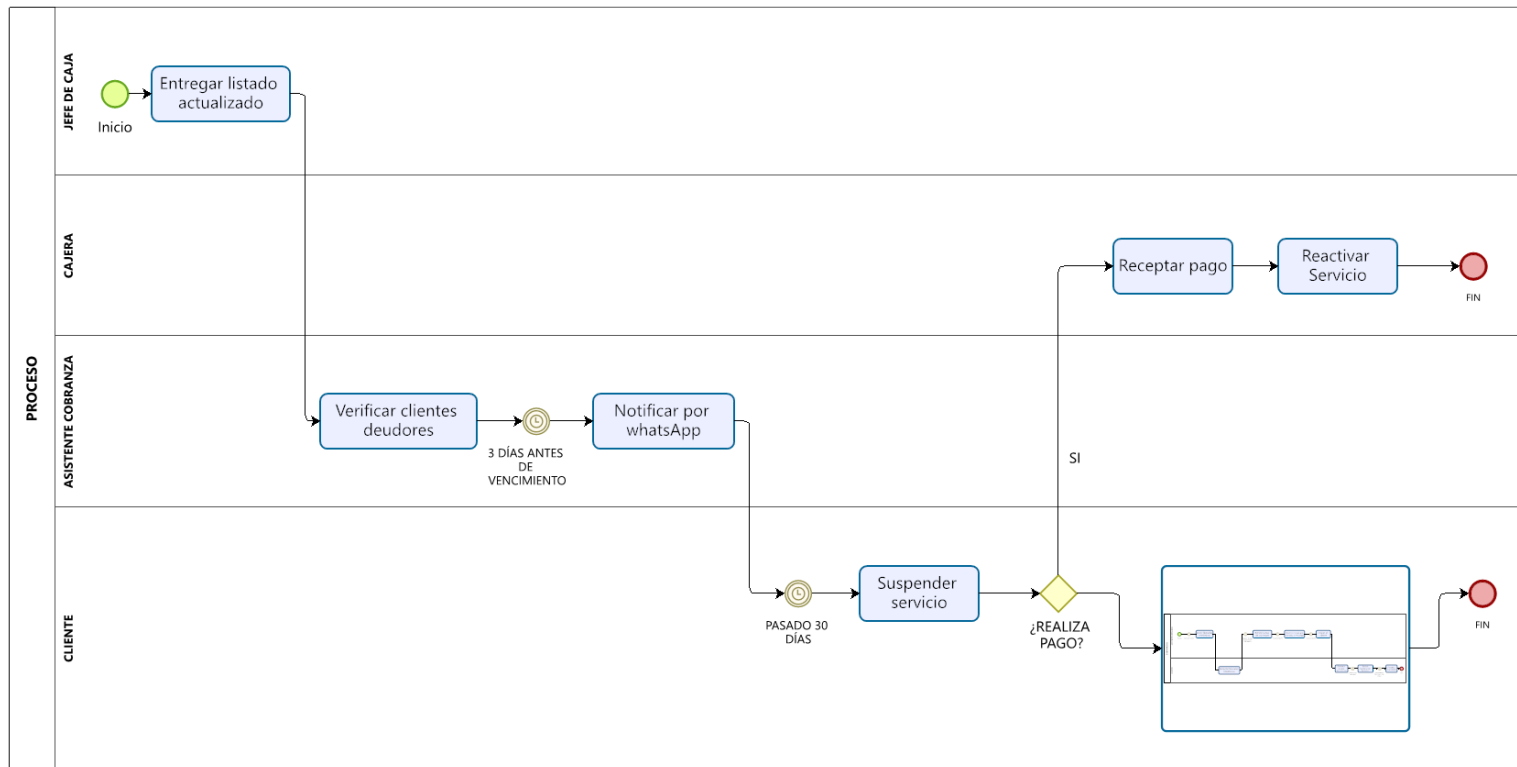 PROCESO
JEFE DE CAJA
Inicio
Entregar listado
actualizado
CAJERA
Receptar pago
Reactivar
Servicio
FIN
ASISTENTE COBRANZA
Verificar clientes
deudores
3 DÍAS ANTES
DE
VENCIMIENTO
Notificar por
whatsApp
SI
CLIENTE
PASADO 30
DÍAS
Suspender
servicio
¿REALIZA
PAGO?
FIN